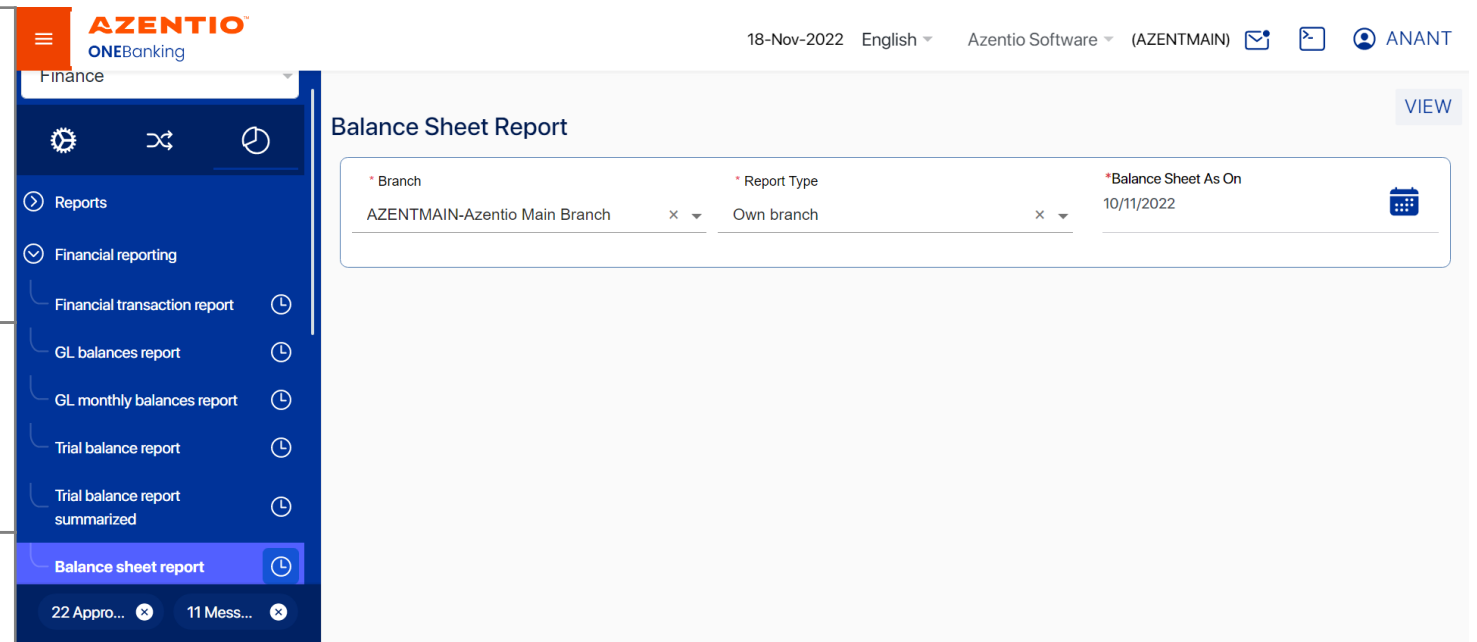 AZENTIO™
ONEBanking
18-Nov-2022 English Azentio Software (AZENTMAIN) ANANT
Finance
Reports
Financial reporting
Financial transaction report
GL balances report
GL monthly balances report
Trial balance report
Trial balance report
summarized
Balance sheet report
22 Appro... 11 Mess...
VIEW
Balance Sheet Report
* Branch
AZENTMAIN-Azentio Main Branch
* Report Type
Own branch
*Balance Sheet As On
10/11/2022